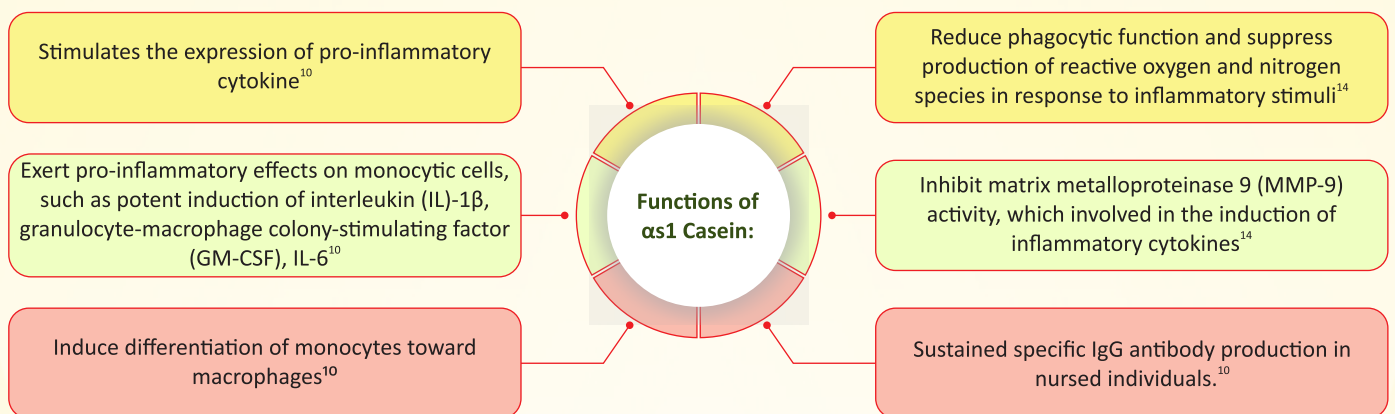 Stimulates the expression of pro-inflammatory
cytokine¹⁰
Exert pro-inflammatory effects on monocytic cells,
such as potent induction of interleukin (IL)-1β,
granulocyte-macrophage colony-stimulating factor
(GM-CSF), IL-6¹⁰
Induce differentiation of monocytes toward
macrophages¹⁰
Functions of
αs1 Casein:
Reduce phagocytic function and suppress
production of reactive oxygen and nitrogen
species in response to inflammatory stimuli¹⁴
Inhibit matrix metalloproteinase 9 (MMP-9)
activity, which involved in the induction of
inflammatory cytokines¹⁴
Sustained specific IgG antibody production in
nursed individuals.¹⁰